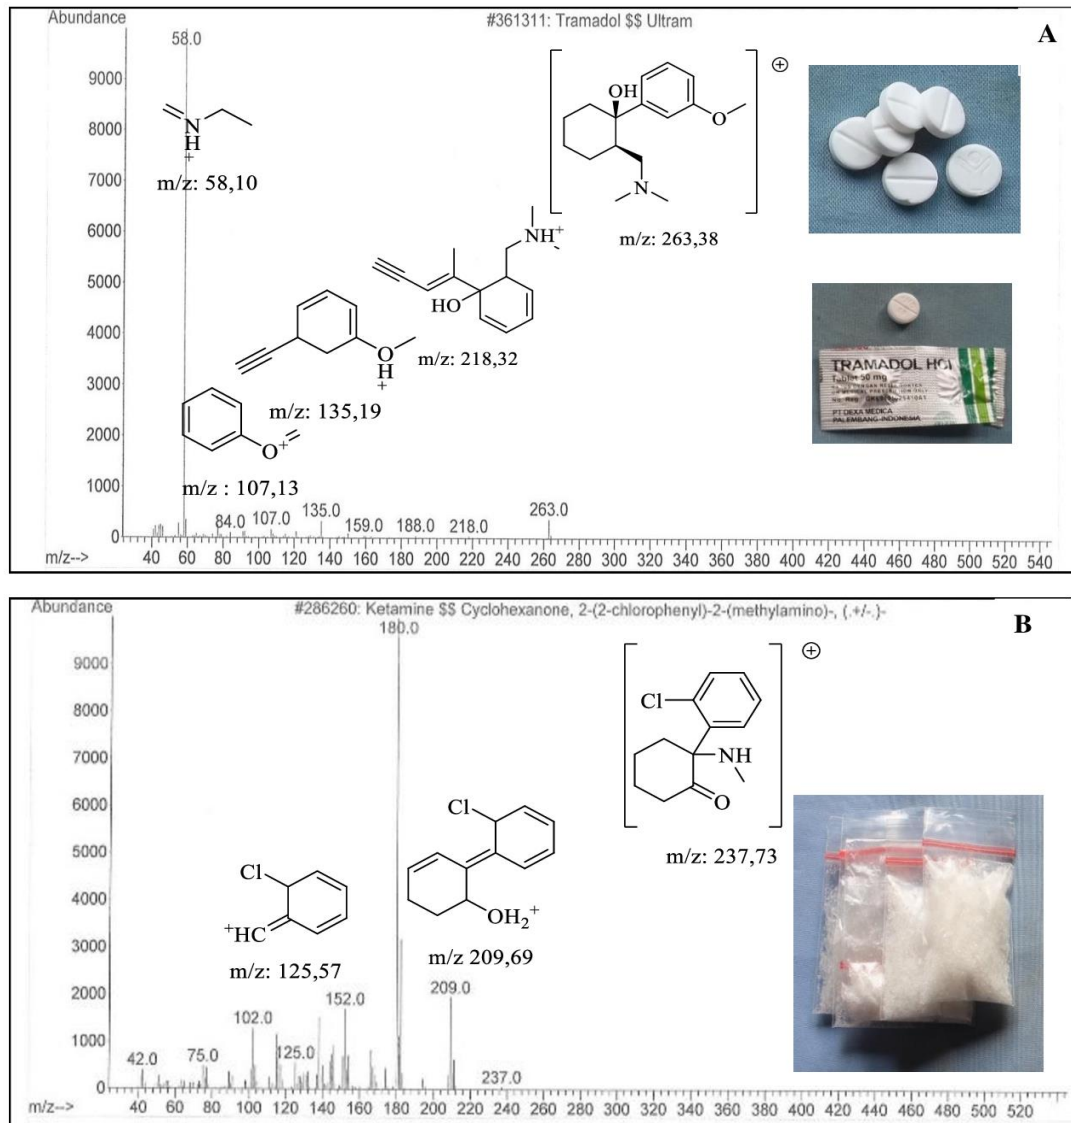 Abundance
#361311: Tramadol $$ Ultram
A
58.0
9000
8000
7000
6000
5000
4000
3000
2000
1000
0
N
H
+
m/z: 58,10
OH
O
N
m/z: 263,38
NH+
HO
m/z: 218,32
O
H
+
m/z: 135,19
O+
m/z : 107,13
84.0
107.0
135.0
159.0
188.0
218.0
263.0
TRAMADOL HCl
Tablet 50 mg
PT DEXA MEDICA
PALEMBANG-INDONESIA
m/z-->
40 60 80 100 120 140 160 180 200 220 240 260 280 300 320 340 360 380 400 420 440 460 480 500 520 540
Abundance
#286260: Ketamine $$ Cyclohexanone, 2-(2-chlorophenyl)-2-(methylamino)-, (.+/-.)-
B
180.0
9000
8000
7000
6000
5000
4000
3000
2000
1000
0
Cl
NH
O
m/z: 237,73
Cl
OH2+
m/z 209,69
Cl
+HC
m/z: 125,57
42.0
75.0
102.0
125.0
152.0
209.0
237.0
m/z-->
40 60 80 100 120 140 160 180 200 220 240 260 280 300 320 340 360 380 400 420 440 460 480 500 520